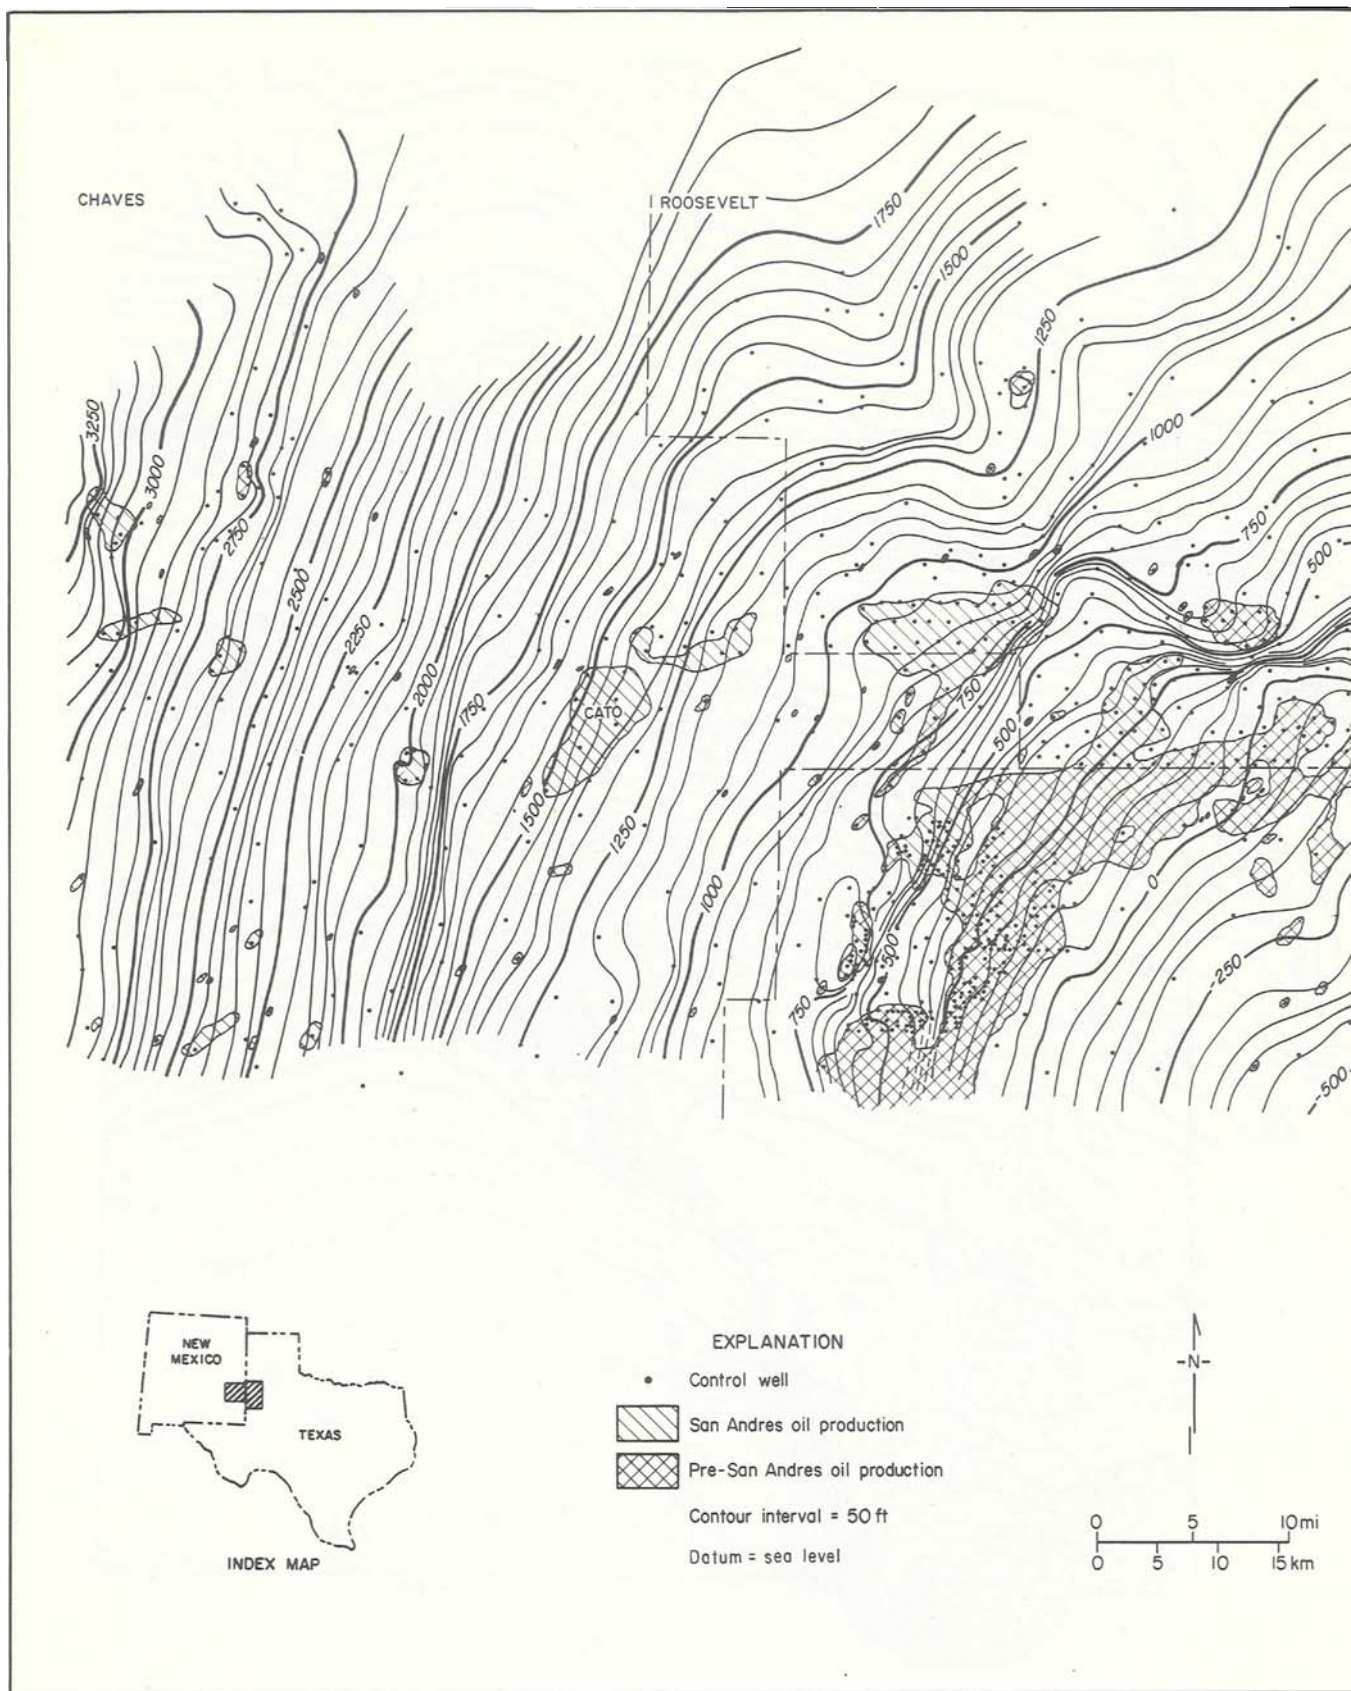 CHAVES
ROOSEVELT
1750
1500
1250
3250
3000
1000
2750
750
500
2500
2250
2000
1750
CATO
750
500
1500
1250
0
1000
500
-250
750
-500
NEW
MEXICO
TEXAS
INDEX MAP
EXPLANATION
Control well
San Andres oil production
Pre-San Andres oil production
Contour interval = 50 ft
Datum = sea level
-N-
0 5 10 mi
0 5 10 15 km